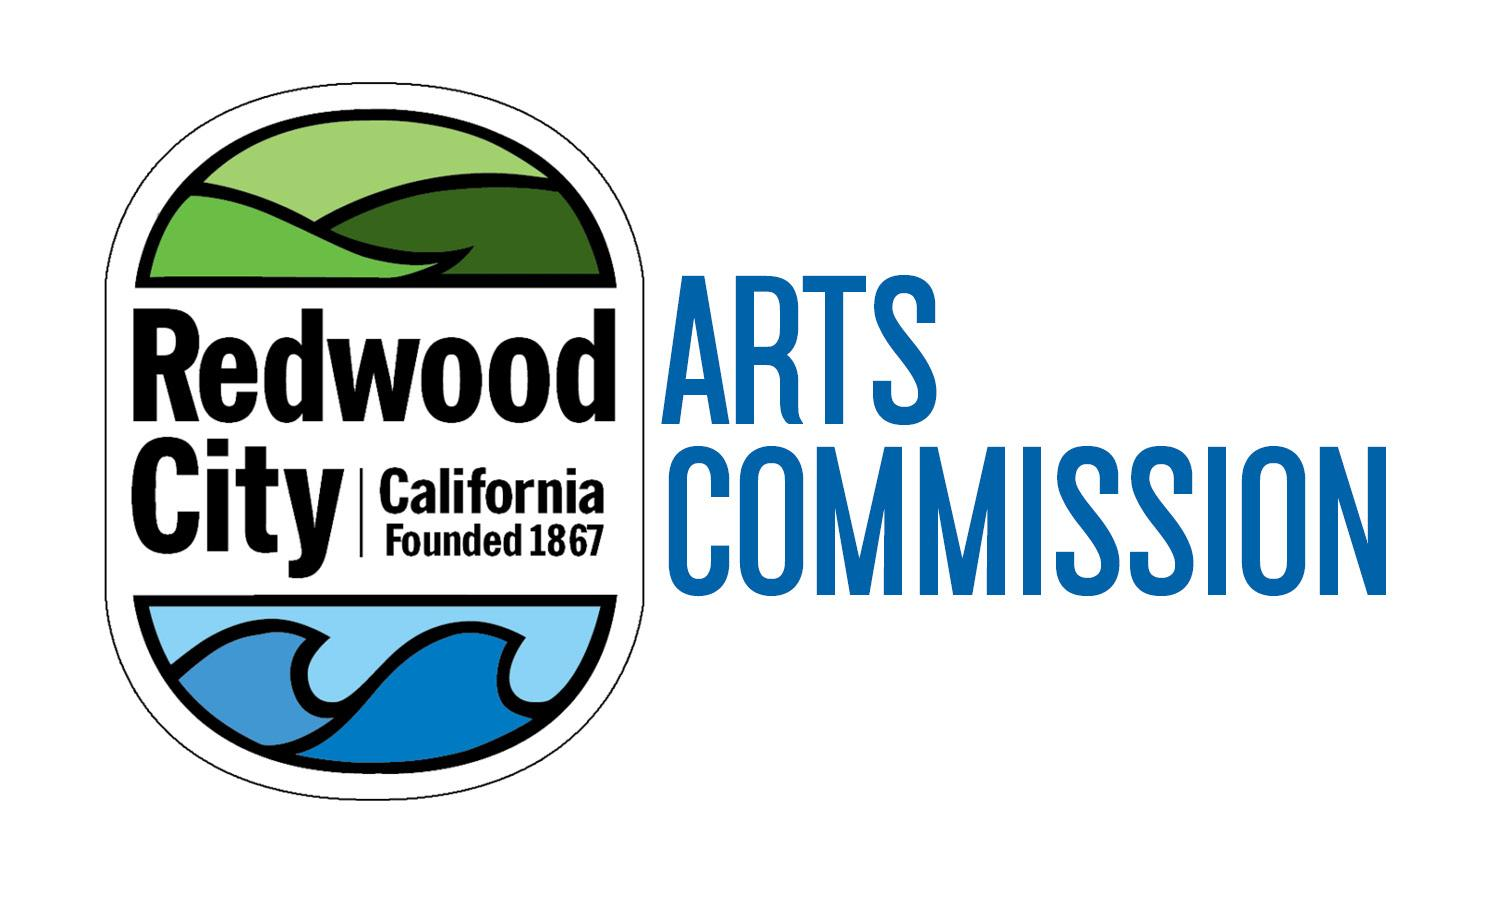 Redwood
City
California
Founded 1867
ARTS
COMMISSION